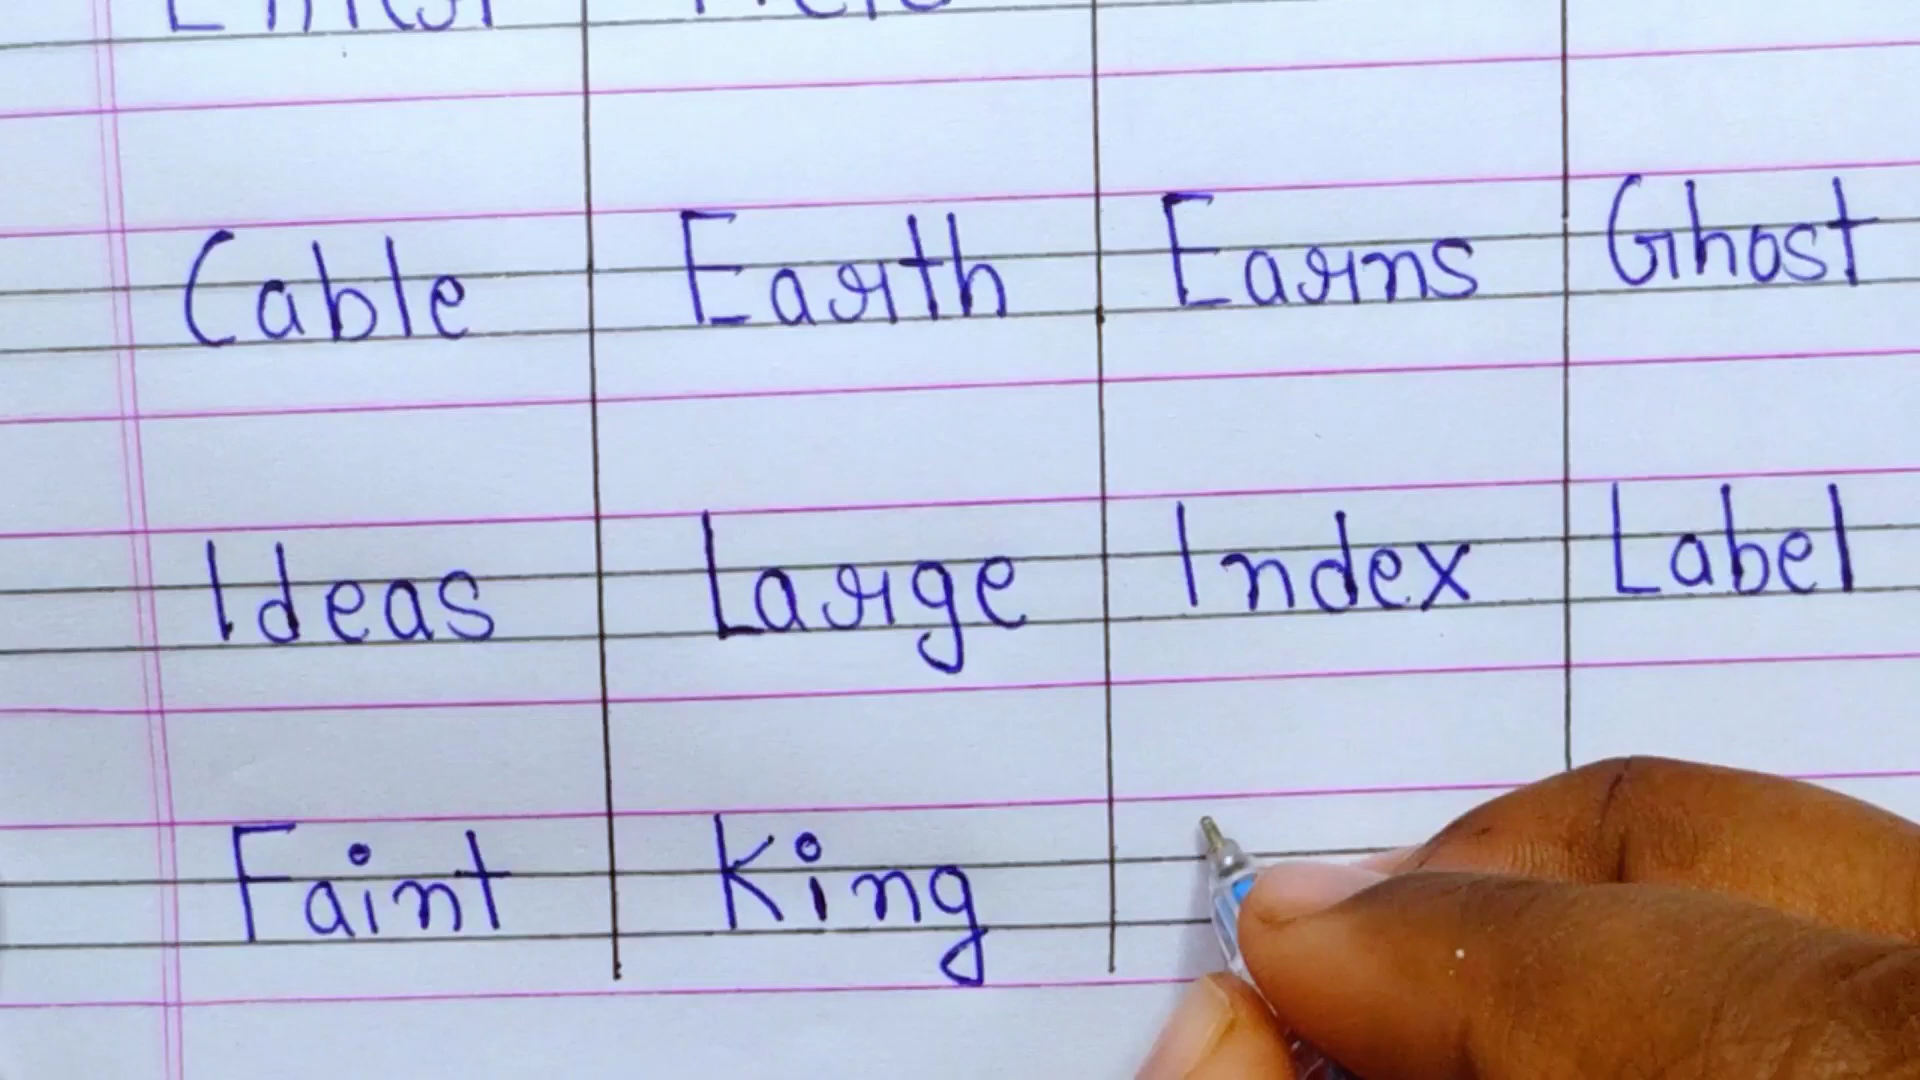 Cable Earth Earns Ghost
Ideas Large Index Label
Faint King